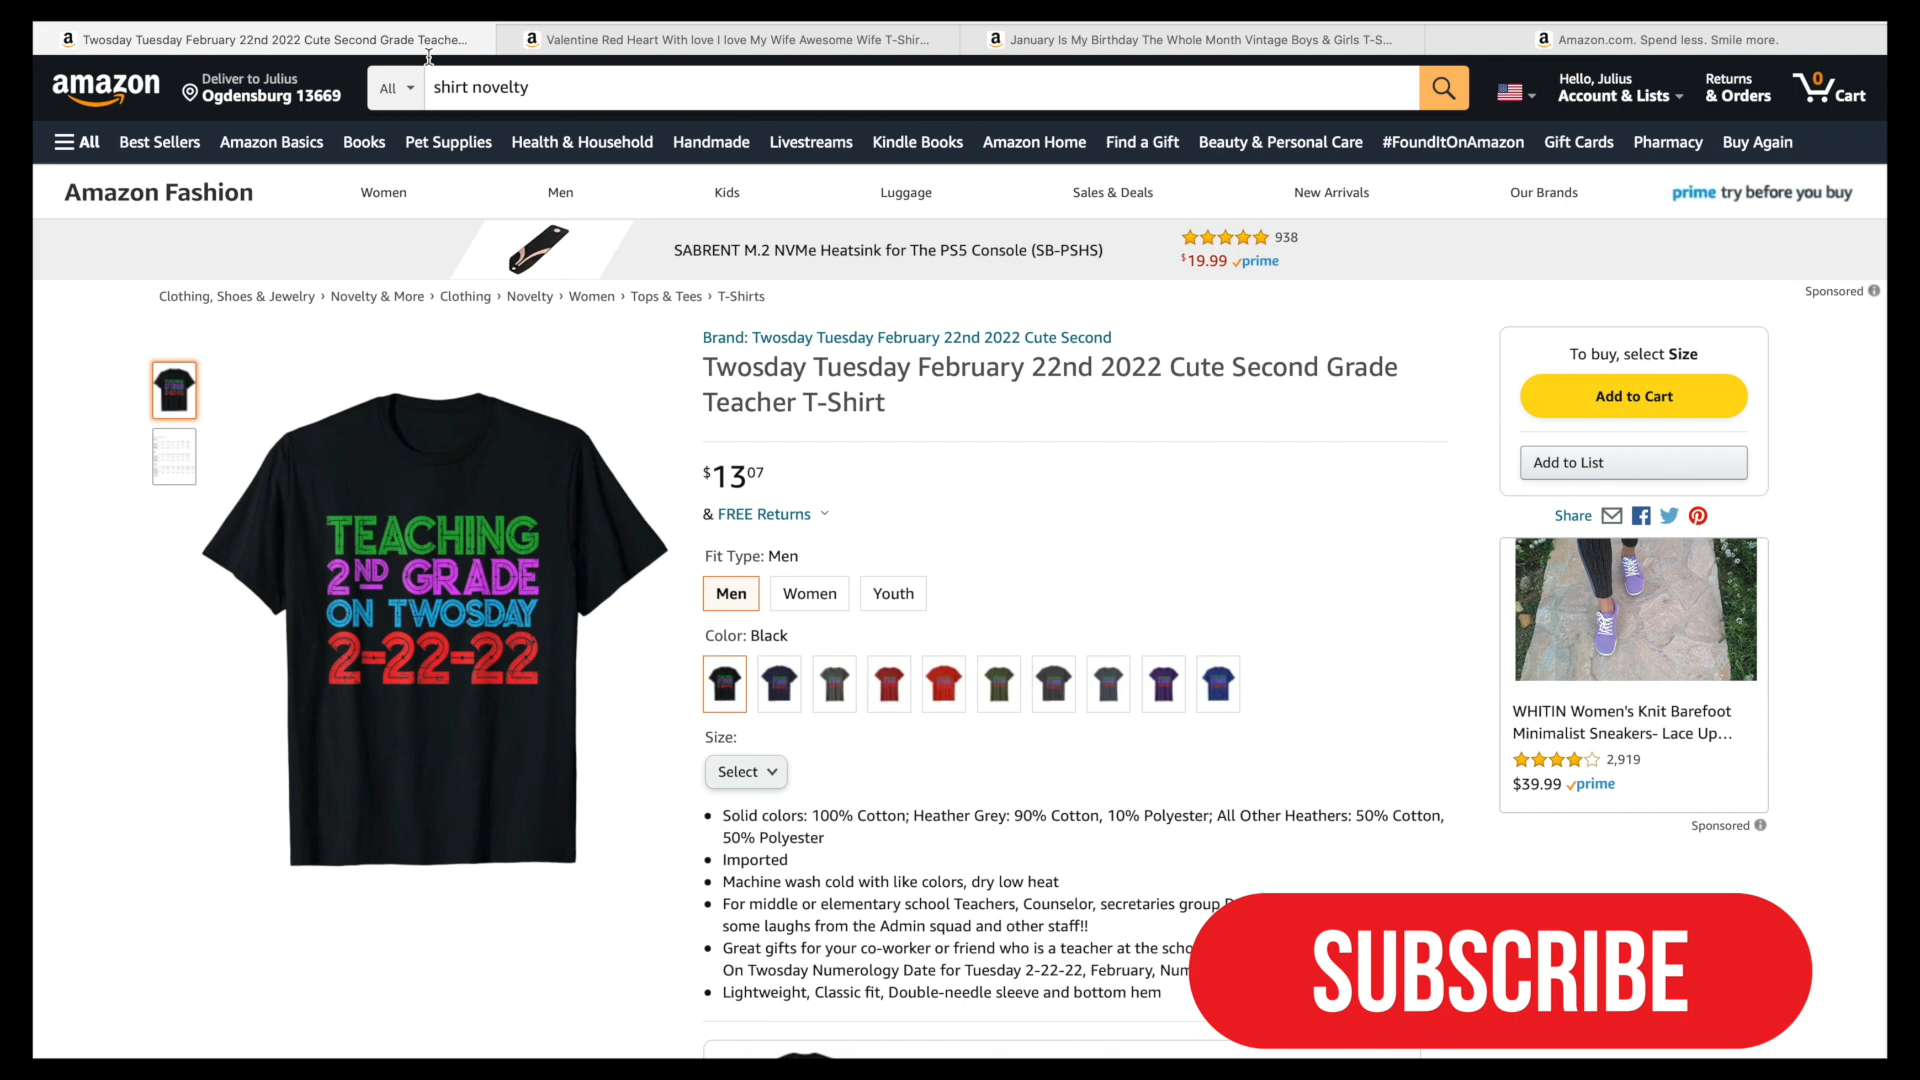 Twosday Tuesday February 22nd 2022 Cute Second Grade Teache...
Valentine Red Heart With love I love My Wife Awesome Wife T-Shir...
January Is My Birthday The Whole Month Vintage Boys & Girls T-S...
Amazon.com. Spend less. Smile more.
amazon
Deliver to Julius
Ogdensburg 13669
All
shirt novelty
Hello, Julius
Account & Lists
Returns
& Orders
0
Cart
All
Best Sellers
Amazon Basics
Books
Pet Supplies
Health & Household
Handmade
Livestreams
Kindle Books
Amazon Home
Find a Gift
Beauty & Personal Care
#FoundItOnAmazon
Gift Cards
Pharmacy
Buy Again
Amazon Fashion
Women
Men
Kids
Luggage
Sales & Deals
New Arrivals
Our Brands
prime try before you buy
SABRENT M.2 NVMe Heatsink for The PS5 Console (SB-PSHS)
938
$19.99 prime
Sponsored
Clothing, Shoes & Jewelry › Novelty & More › Clothing › Novelty › Women › Tops & Tees › T-Shirts
Brand: Twosday Tuesday February 22nd 2022 Cute Second
Twosday Tuesday February 22nd 2022 Cute Second Grade
Teacher T-Shirt
$13 07
& FREE Returns
Fit Type: Men
Men
Women
Youth
Color: Black
Size:
Select
• Solid colors: 100% Cotton; Heather Grey: 90% Cotton, 10% Polyester; All Other Heathers: 50% Cotton,
50% Polyester
• Imported
• Machine wash cold with like colors, dry low heat
• For middle or elementary school Teachers, Counselor, secretaries group
some laughs from the Admin squad and other staff!!
• Great gifts for your co-worker or friend who is a teacher at the
On Twosday Numerology Date for Tuesday 2-22-22, February,
• Lightweight, Classic fit, Double-needle sleeve and bottom hem
TEACHING
2ND GRADE
ON TWOSDAY
2-22-22
To buy, select Size
Add to Cart
Add to List
Share
WHITIN Women's Knit Barefoot
Minimalist Sneakers- Lace Up...
2,919
$39.99 prime
Sponsored
SUBSCRIBE